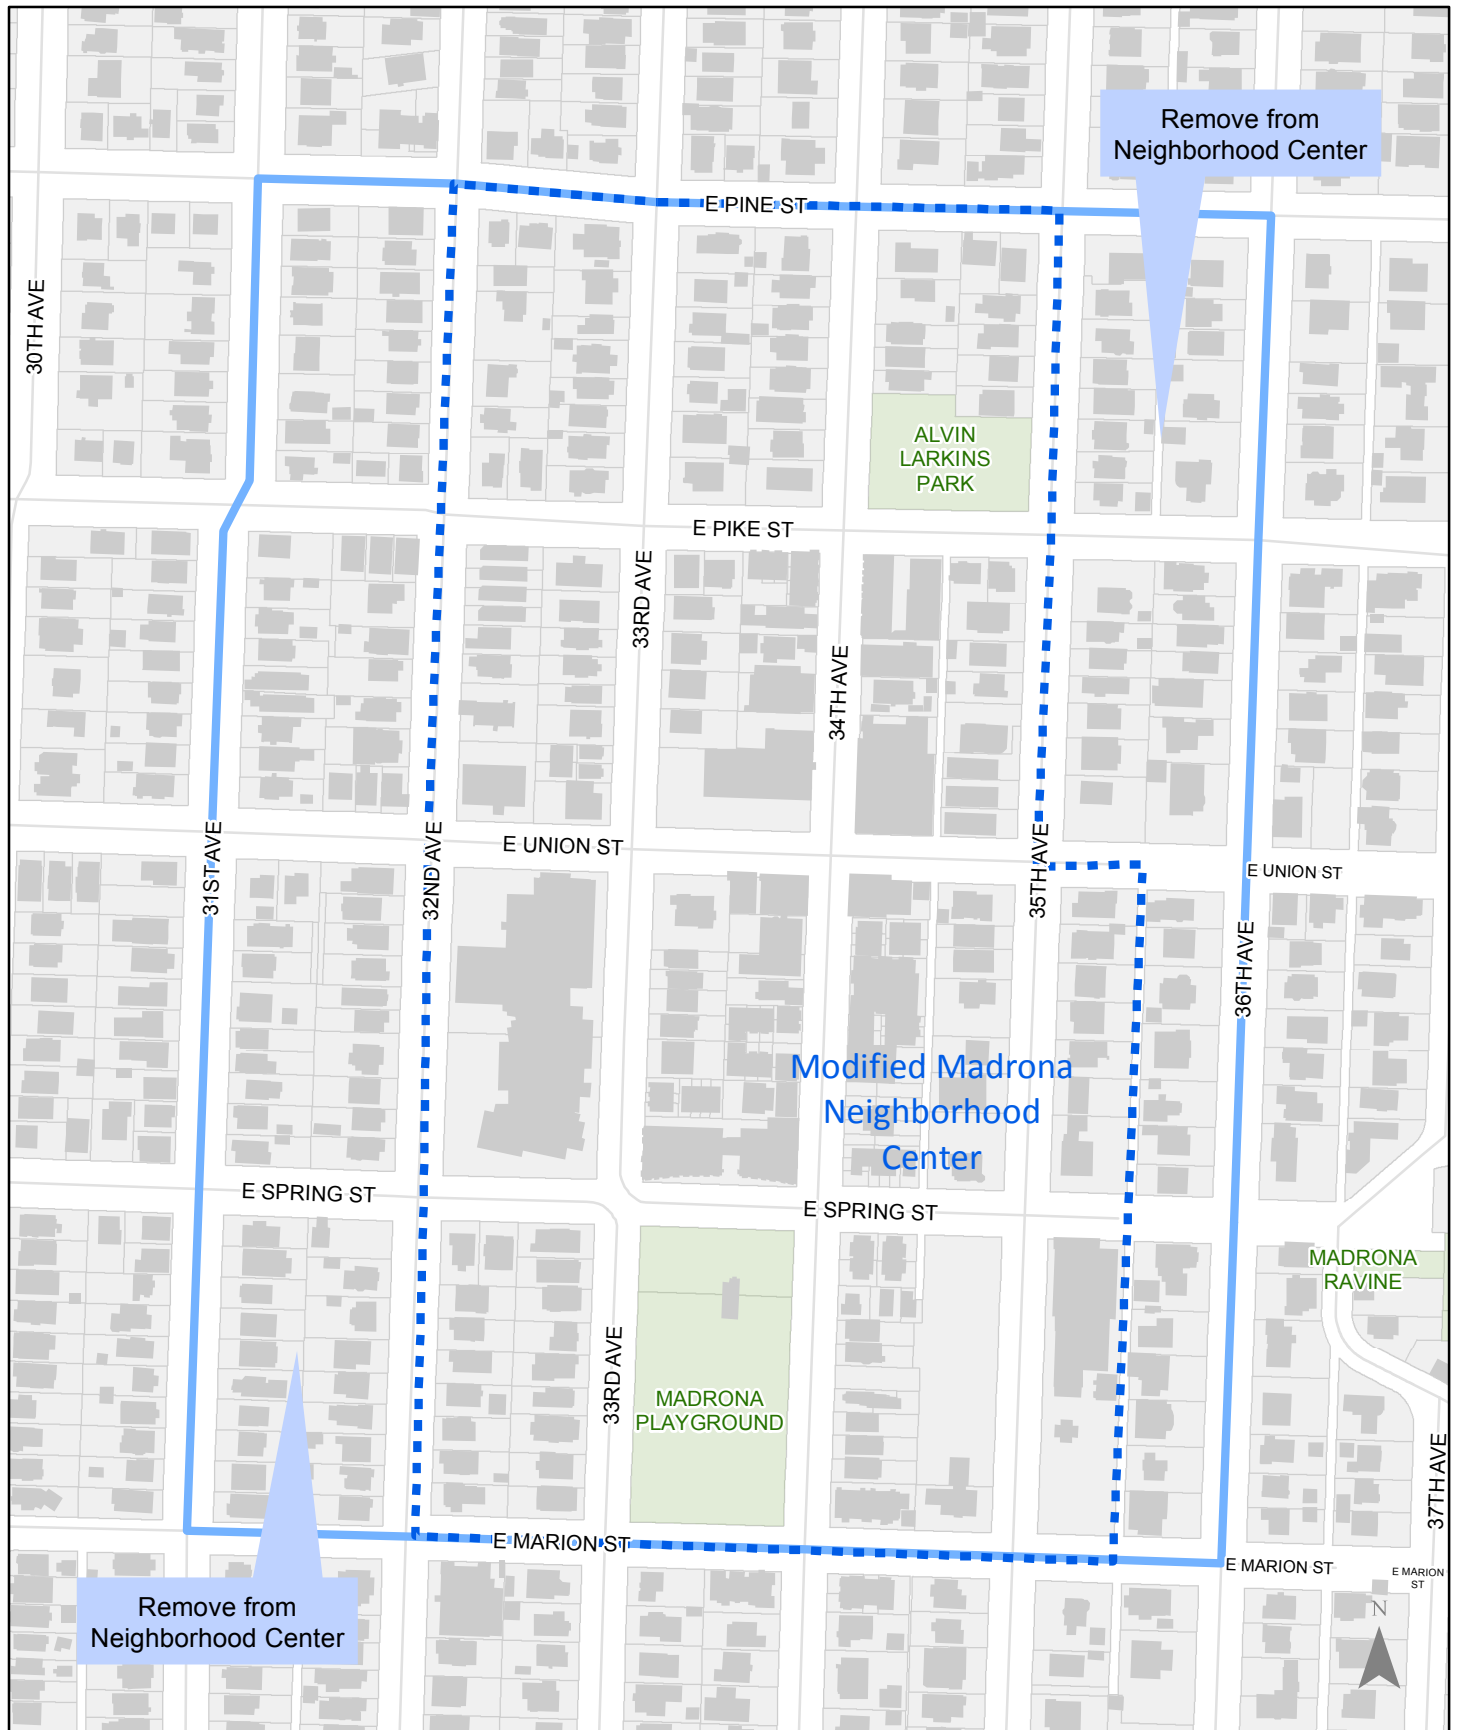 Remove from
Neighborhood Center
E PINE ST
30TH AVE
ALVIN
LARKINS
PARK
E PIKE ST
33RD AVE
34TH AVE
31ST AVE
32ND AVE
E UNION ST
35TH AVE
E UNION ST
36TH AVE
Modified Madrona
Neighborhood
Center
E SPRING ST
E SPRING ST
MADRONA
RAVINE
33RD AVE
MADRONA
PLAYGROUND
37TH AVE
E MARION ST
E MARION ST
E MARION
ST
Remove from
Neighborhood Center
N